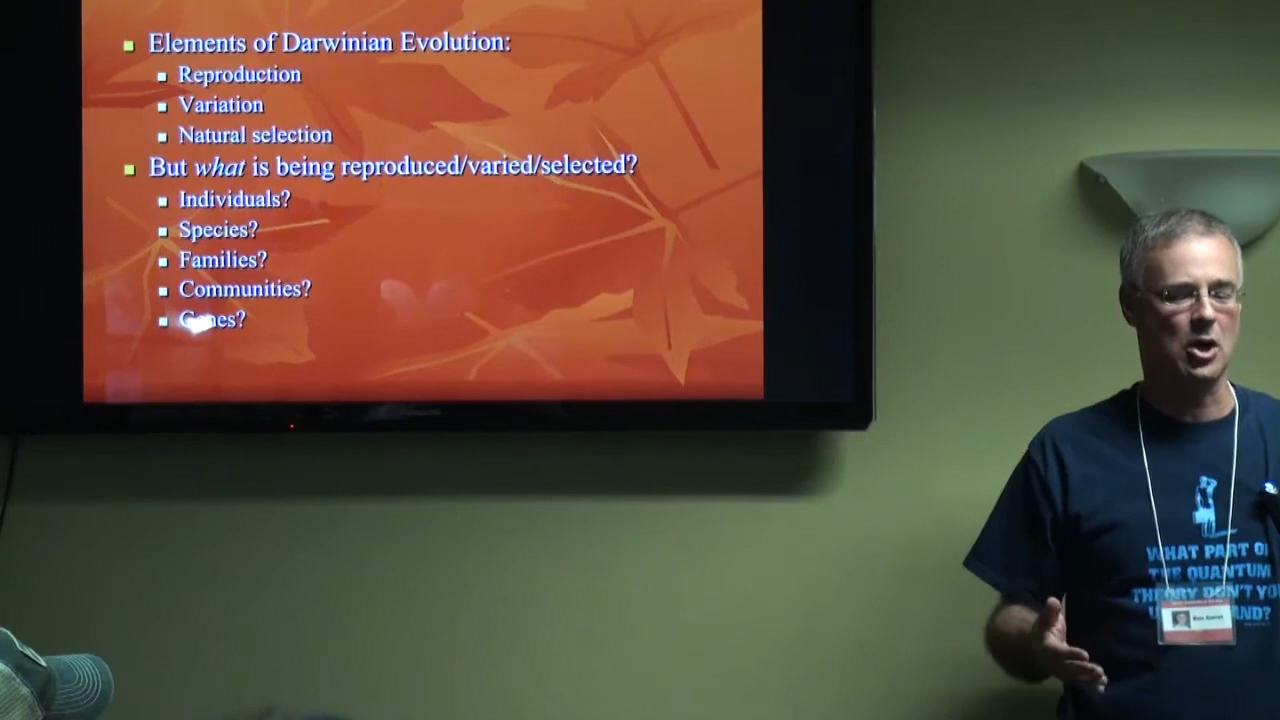 Elements of Darwinian Evolution:
Reproduction
Variation
Natural selection
But what is being reproduced/varied/selected?
Individuals?
Species?
Families?
Communities?
Genes?
WHAT PART OF
THE QUANTUM
THEORY DON'T YOU